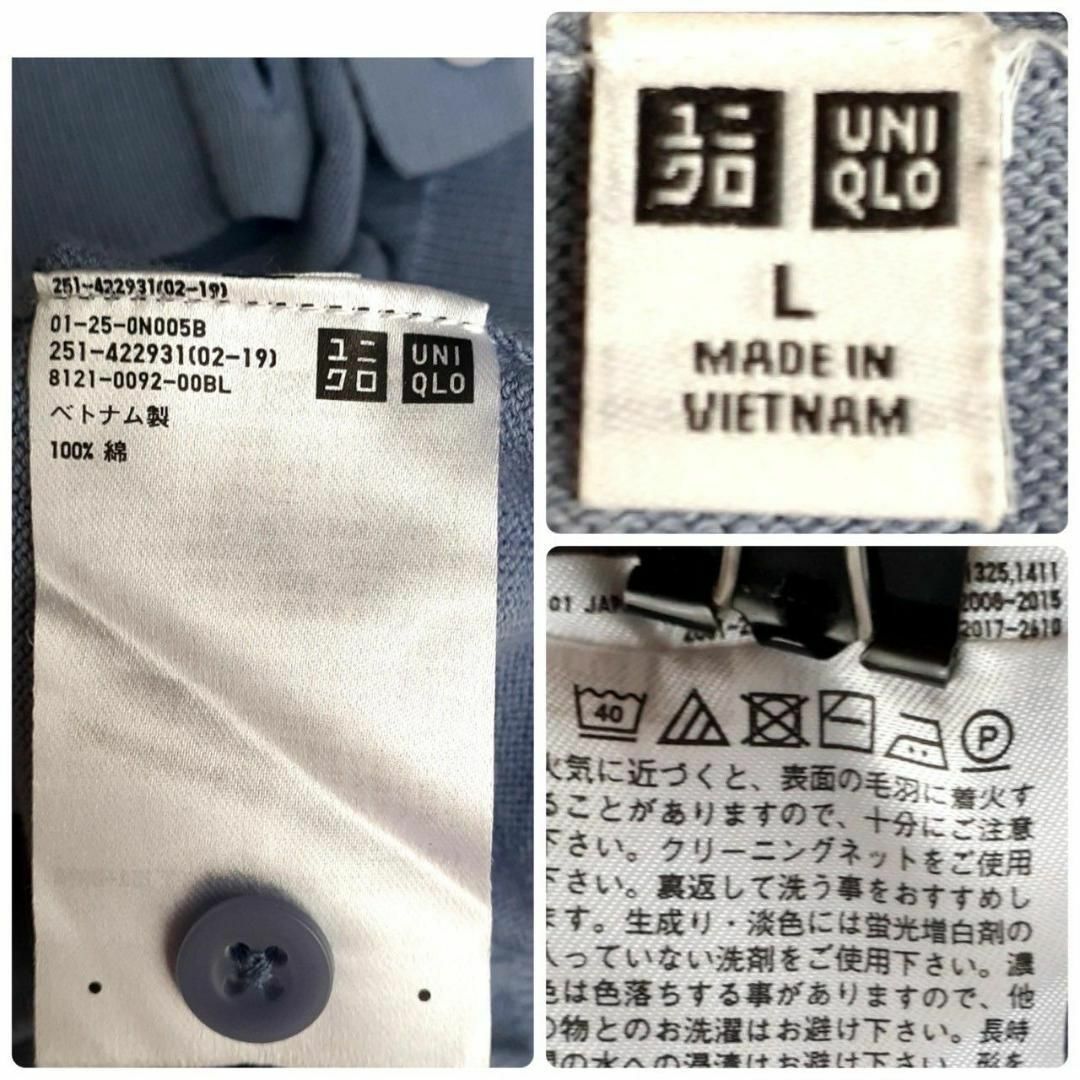 251-422931(02-19)
01-25-0N005B
251-422931(02-19)
8121-0092-00BL
ベトナム製
100% 綿
ユニ
クロ
UNI
QLO
ユニ
クロ
UNI
QLO
L
MADE IN
VIETNAM
1325,1411
01 JAP
2008-2015
2017-2610
40
P
火気に近づくと、表面の毛羽に着火す
ることがありますので、十分にご注意
下さい。クリーニングネットをご使用
下さい。裏返して洗う事をおすすめし
ます。生成り・淡色には蛍光増白剤の
入っていない洗剤をご使用下さい。濃
色は色落ちする事がありますので、他
の物とのお洗濯はお避け下さい。長時
間の水への浸漬はお避け下さい。形を